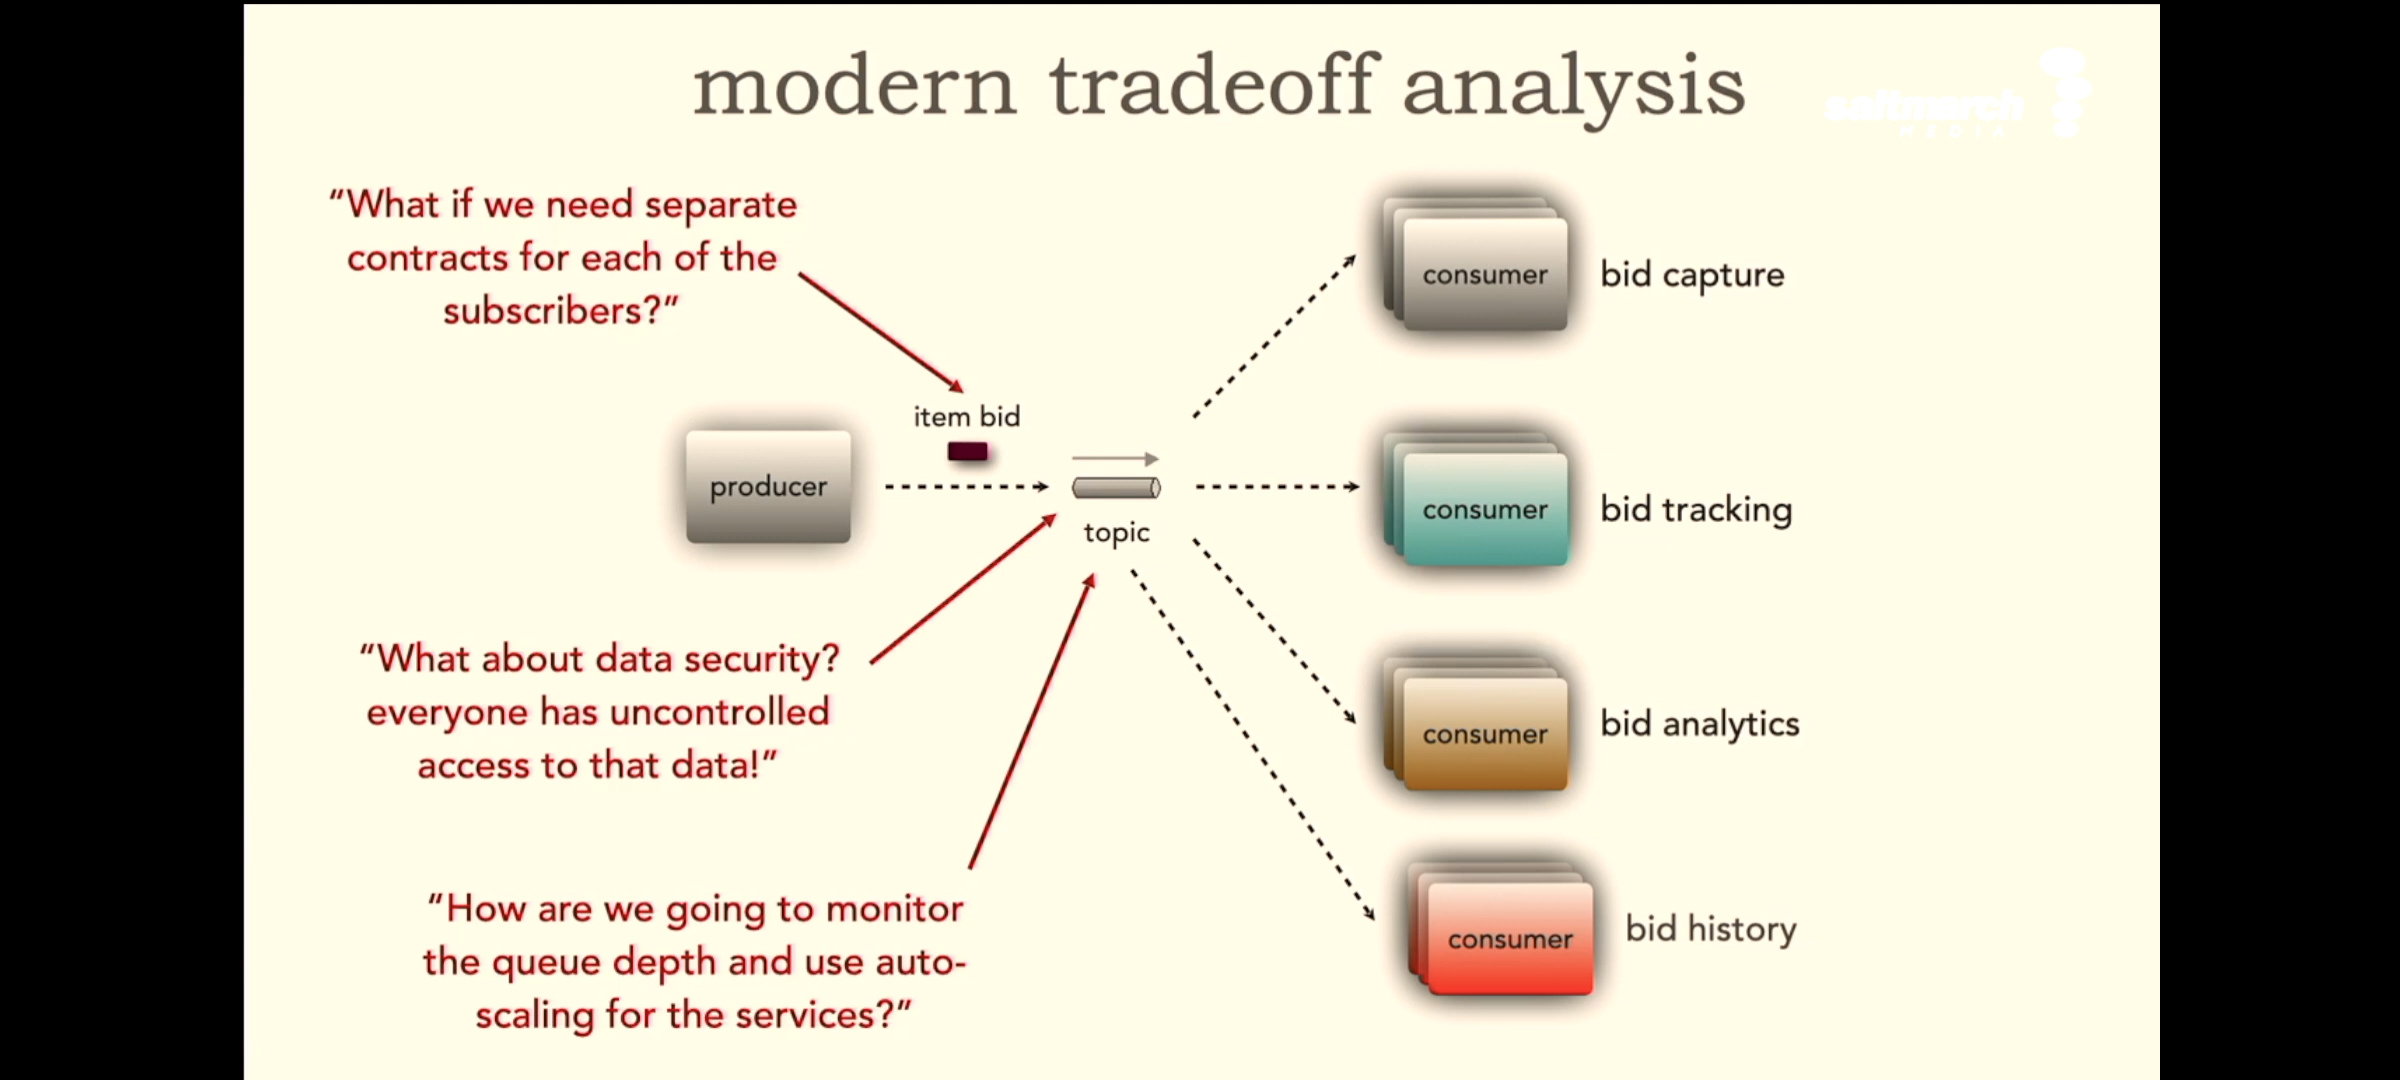 modern tradeoff analysis
saltmarch
MEDIA
“What if we need separate
contracts for each of the
subscribers?”
consumer
bid capture
item bid
producer
topic
consumer
bid tracking
“What about data security?
everyone has uncontrolled
access to that data!”
consumer
bid analytics
“How are we going to monitor
the queue depth and use auto-
scaling for the services?”
consumer
bid history